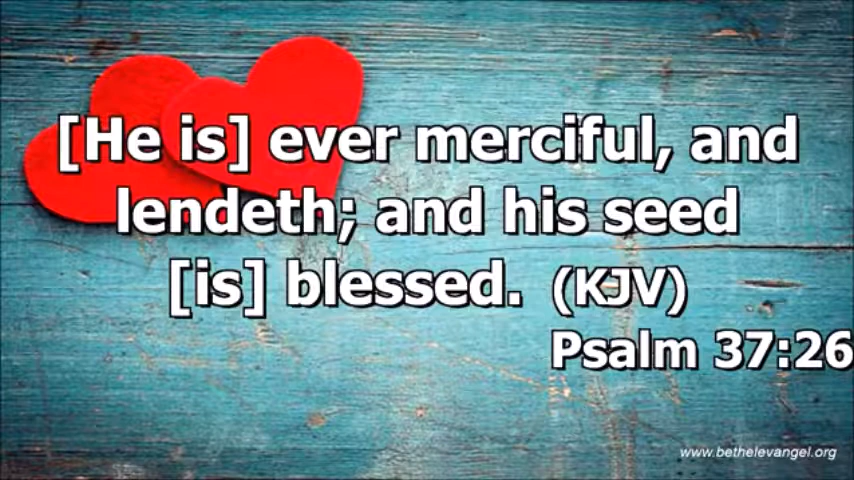 [He is] ever merciful, and
lendeth; and his seed
[is] blessed. (KJV)
Psalm 37:26
www.bethelevangel.org